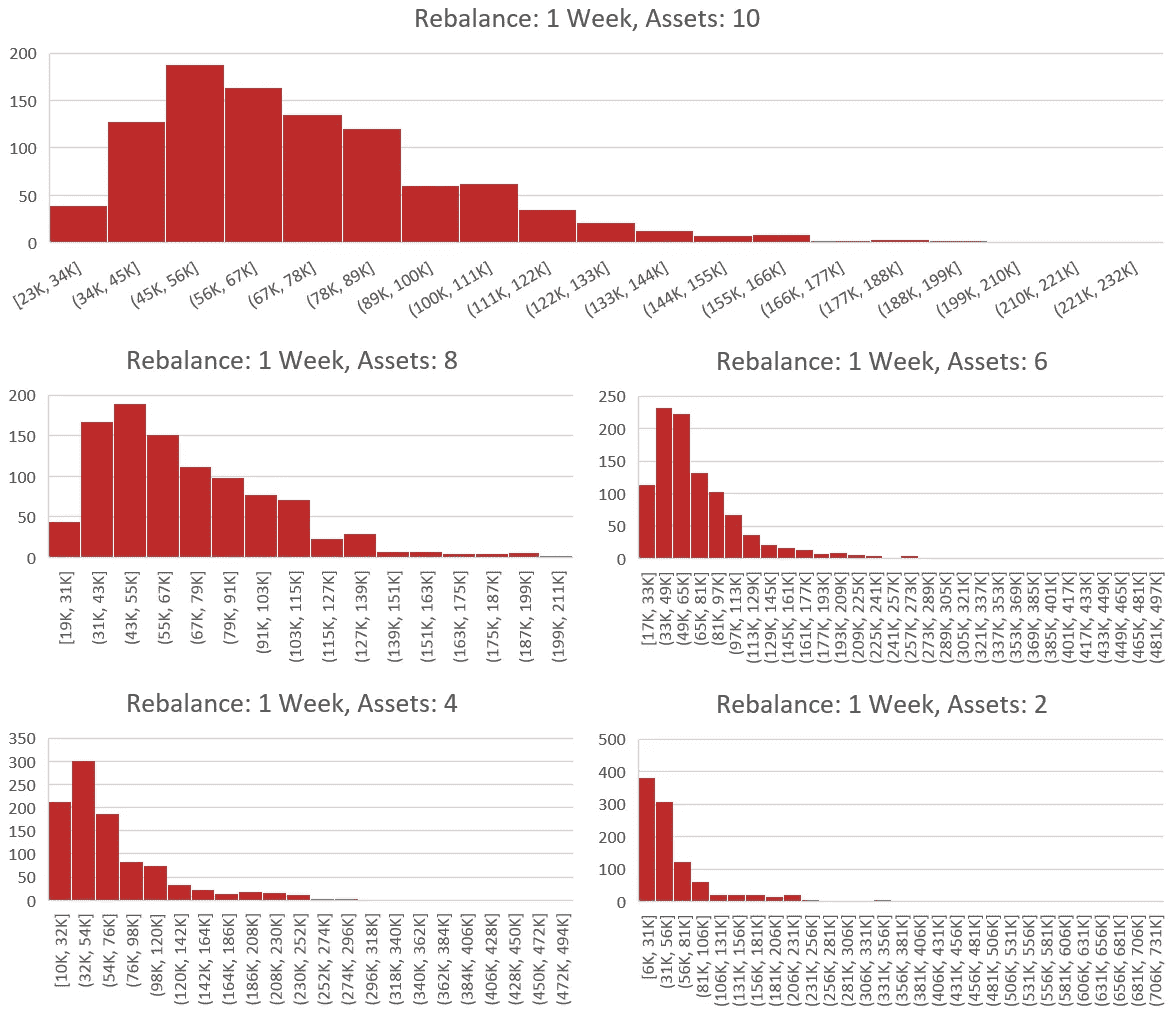 Rebalance: 1 Week, Assets: 10
200
150
100
50
0
[23K, 34K]
(34K, 45K]
(45K, 56K]
(56K, 67K]
(67K, 78K]
(78K, 89K]
(89K, 100K]
(100K, 111K]
(111K, 122K]
(122K, 133K]
(133K, 144K]
(144K, 155K]
(155K, 166K]
(166K, 177K]
(177K, 188K]
(188K, 199K]
(199K, 210K]
(210K, 221K]
(221K, 232K]
Rebalance: 1 Week, Assets: 8
200
150
100
50
0
[19K, 31K]
(31K, 43K]
(43K, 55K]
(55K, 67K]
(67K, 79K]
(79K, 91K]
(91K, 103K]
(103K, 115K]
(115K, 127K]
(127K, 139K]
(139K, 151K]
(151K, 163K]
(163K, 175K]
(175K, 187K]
(187K, 199K]
(199K, 211K]
Rebalance: 1 Week, Assets: 6
250
200
150
100
50
0
[17K, 33K]
(33K, 49K]
(49K, 65K]
(65K, 81K]
(81K, 97K]
(97K, 113K]
(113K, 129K]
(129K, 145K]
(145K, 161K]
(161K, 177K]
(177K, 193K]
(193K, 209K]
(209K, 225K]
(225K, 241K]
(241K, 257K]
(257K, 273K]
(273K, 289K]
(289K, 305K]
(305K, 321K]
(321K, 337K]
(337K, 353K]
(353K, 369K]
(369K, 385K]
(385K, 401K]
(401K, 417K]
(417K, 433K]
(433K, 449K]
(449K, 465K]
(465K, 481K]
(481K, 497K]
Rebalance: 1 Week, Assets: 4
350
300
250
200
150
100
50
0
[10K, 32K]
(32K, 54K]
(54K, 76K]
(76K, 98K]
(98K, 120K]
(120K, 142K]
(142K, 164K]
(164K, 186K]
(186K, 208K]
(208K, 230K]
(230K, 252K]
(252K, 274K]
(274K, 296K]
(296K, 318K]
(318K, 340K]
(340K, 362K]
(362K, 384K]
(384K, 406K]
(406K, 428K]
(428K, 450K]
(450K, 472K]
(472K, 494K]
Rebalance: 1 Week, Assets: 2
500
400
300
200
100
0
[6K, 31K]
(31K, 56K]
(56K, 81K]
(81K, 106K]
(106K, 131K]
(131K, 156K]
(156K, 181K]
(181K, 206K]
(206K, 231K]
(231K, 256K]
(256K, 281K]
(281K, 306K]
(306K, 331K]
(331K, 356K]
(356K, 381K]
(381K, 406K]
(406K, 431K]
(431K, 456K]
(456K, 481K]
(481K, 506K]
(506K, 531K]
(531K, 556K]
(556K, 581K]
(581K, 606K]
(606K, 631K]
(631K, 656K]
(656K, 681K]
(681K, 706K]
(706K, 731K]